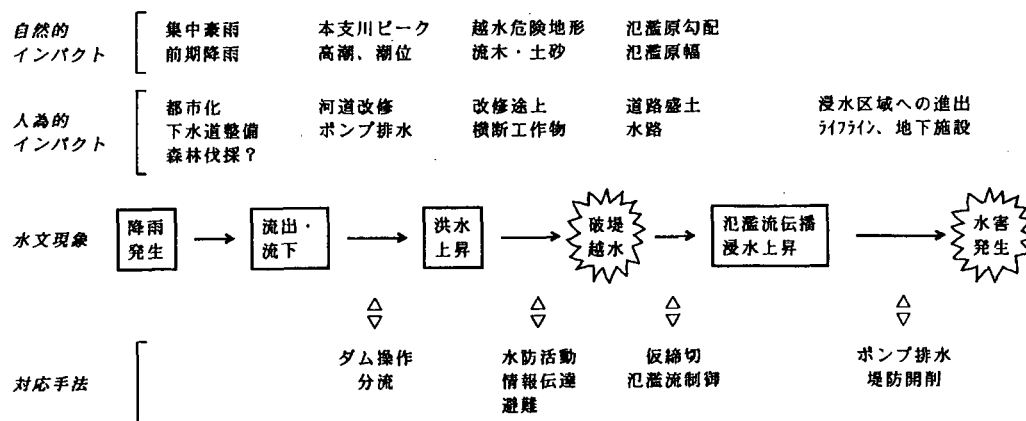 自然的 集中豪雨 本支川ピーク 越水危険地形 氾濫原勾配
インパクト 前期降雨 高潮、潮位 流木・土砂 氾濫原幅
都市化 河道改修 改修途上 道路盛土 浸水区域への進出
人為的 下水道整備 ポンプ排水 横断工作物 水路 ライフライン、地下施設
インパクト 森林伐採?
降雨 流出・ 洪水 破堤 氾濫流伝播 水害
水文現象
発生 流下 上昇 越水 浸水上昇 発生
ダム操作 水防活動 仮締切 ポンプ排水
対応手法 分流 情報伝達 氾濫流制御 堤防開削
避難